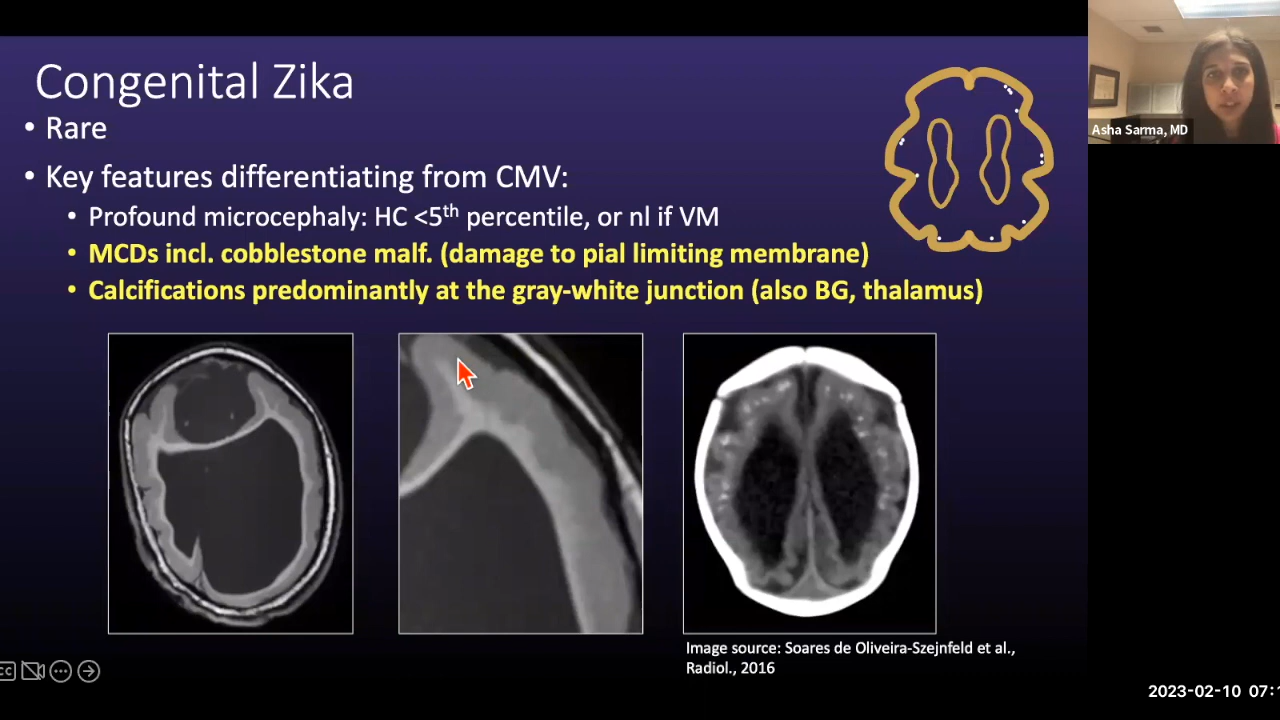 Congenital Zika
• Rare
• Key features differentiating from CMV:
• Profound microcephaly: HC <5th percentile, or nl if VM
• MCDs incl. cobblestone malf. (damage to pial limiting membrane)
• Calcifications predominantly at the gray-white junction (also BG, thalamus)
Image source: Soares de Oliveira-Szejnfeld et al.,
Radiol., 2016
Asha Sarma, MD
CC
2023-02-10 07:1